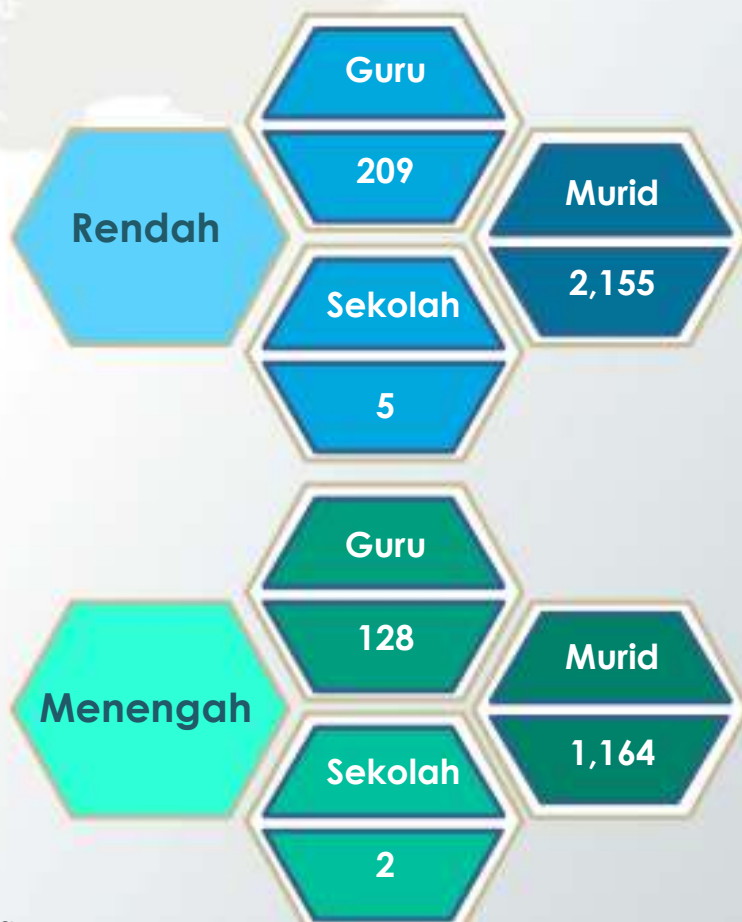 Rendah
Guru
209
Sekolah
5
Murid
2,155
Menengah
Guru
128
Sekolah
2
Murid
1,164